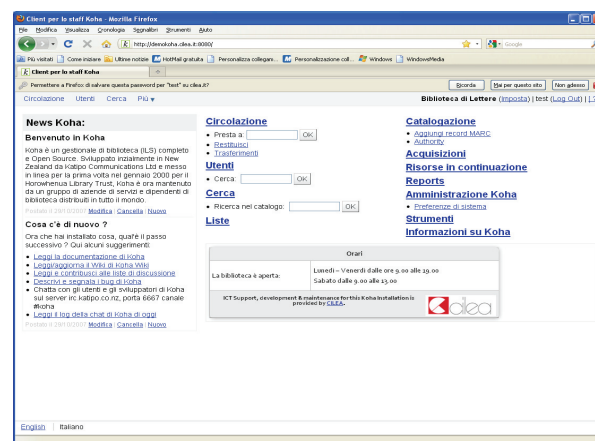 Client per lo staff Koha - Mozilla Firefox
File Modifica Visualizza Cronologia Segnalibri Strumenti Aiuto
http://demokoha.cilea.it:8080/
Google
Più visitati Come iniziare Ultime notizie HotMail gratuita Personalizza collegam... Personalizzazione coll... Windows WindowsMedia
Client per lo staff Koha
Permettere a Firefox di salvare questa password per "test" su cilea.it? Ricorda Mai per questo sito Non adesso
Circolazione Utenti Cerca Più Biblioteca di Lettere (Imposta) | test (Log Out) | [ ?
News Koha:
Benvenuto in Koha
Koha è un gestionale di biblioteca (ILS) completo
e Open Source. Sviluppato inzialmente in New
Zealand da Katipo Communications Ltd e messo
in linea per la prima volta nel gennaio 2000 per il
Horowhenua Library Trust, Koha è ora mantenuto
da un gruppo di aziende di servizi e dipendenti di
biblioteca distribuiti in tutto il mondo.
Postato il 29/10/2007 Modifica | Cancella | Nuovo
Cosa c'è di nuovo ?
Ora che hai installato cosa, qual'è il passo
successivo ? Qui alcuni suggerimenti:
Leggi la documentazione di Koha
Leggi/aggiorna il Wiki di Koha Wiki
Leggi e contribuisci alle liste di discussione
Descrivi e segnala i bug di Koha
Chatta con gli utenti e gli sviluppatori di Koha
sul server irc.katipo.co.nz, porta 6667 canale
#koha
Leggi il log della chat di Koha di oggi
Postato il 29/10/2007 Modifica | Cancella | Nuovo
Circolazione
Presta a: OK
Restituisci
Trasferimenti
Utenti
Cerca: OK
Cerca
Ricerca nel catalogo: OK
Liste
Catalogazione
Aggiungi record MARC
Authority
Acquisizioni
Risorse in continuazione
Reports
Amministrazione Koha
Preferenze di sistema
Strumenti
Informazioni su Koha
Orari
La biblioteca è aperta:
Lunedì – Venerdì dalle ore 9.00 alle 19.00
Sabato dalle 9.00 alle 13.00
ICT Support, development & maintenance for this Koha Installation is
provided by CILEA.
cilea
English Italiano